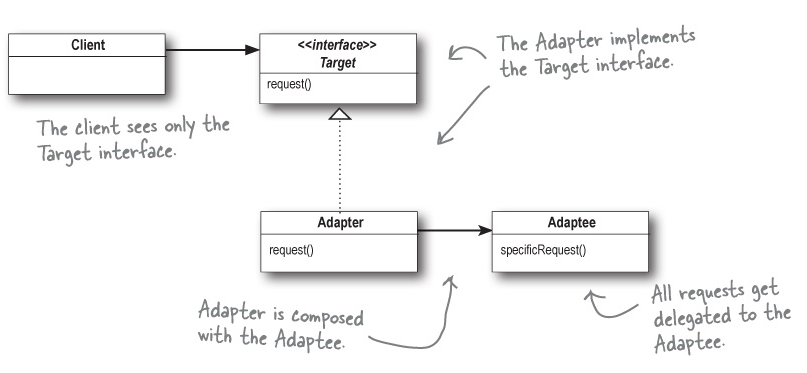 Client
<<interface>>
Target
request()
The Adapter implements
the Target interface.
The client sees only the
Target interface.
Adapter
request()
Adaptee
specificRequest()
Adapter is composed
with the Adaptee.
All requests get
delegated to the
Adaptee.